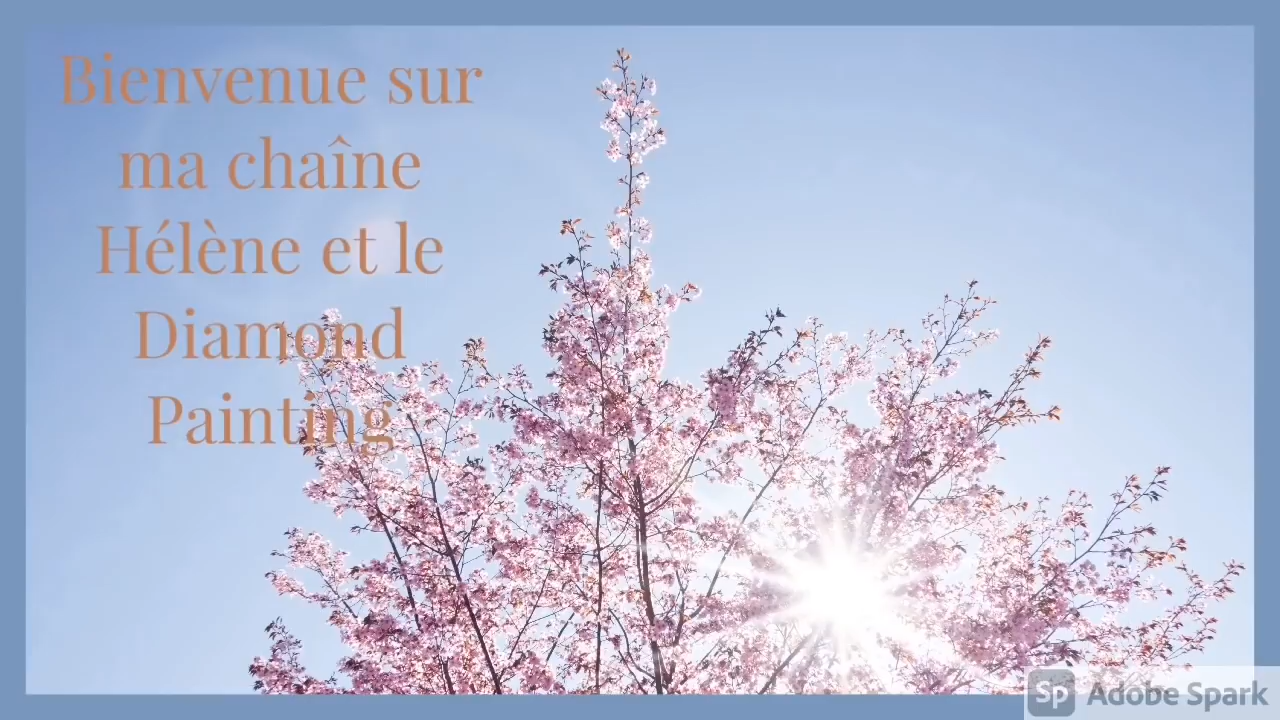 Bienvenue sur
ma chaîne
Hélène et le
Diamond
Painting
Sp Adobe Spark